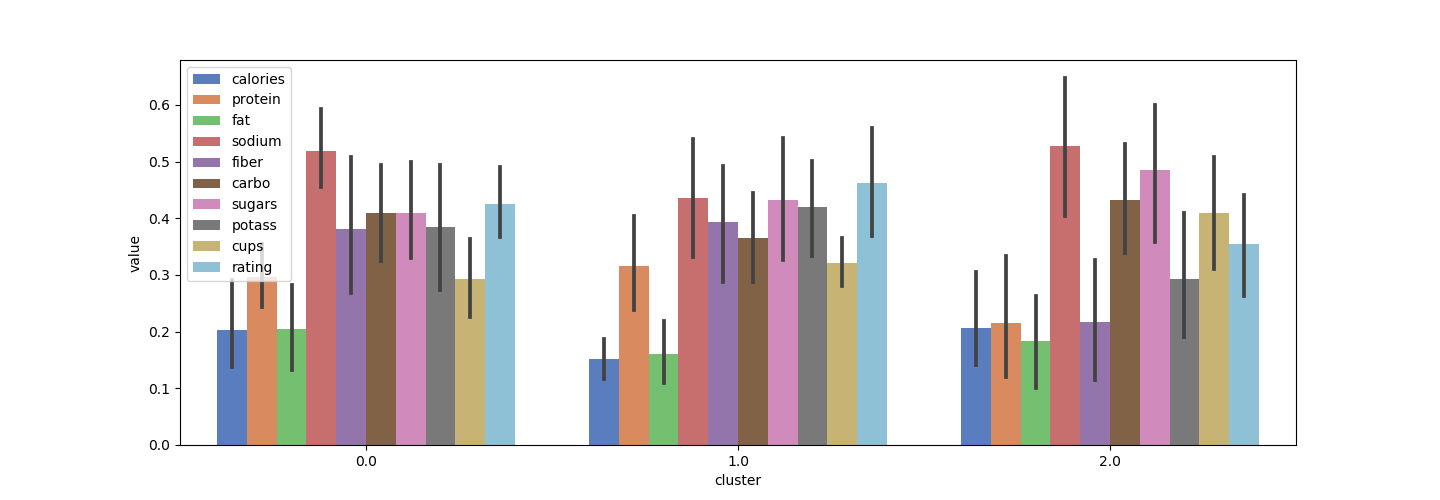 calories
protein
fat
sodium
fiber
carbo
sugars
potass
cups
rating
0.6
0.5
0.4
0.3
0.2
0.1
0.0
value
0.0 1.0 2.0
cluster